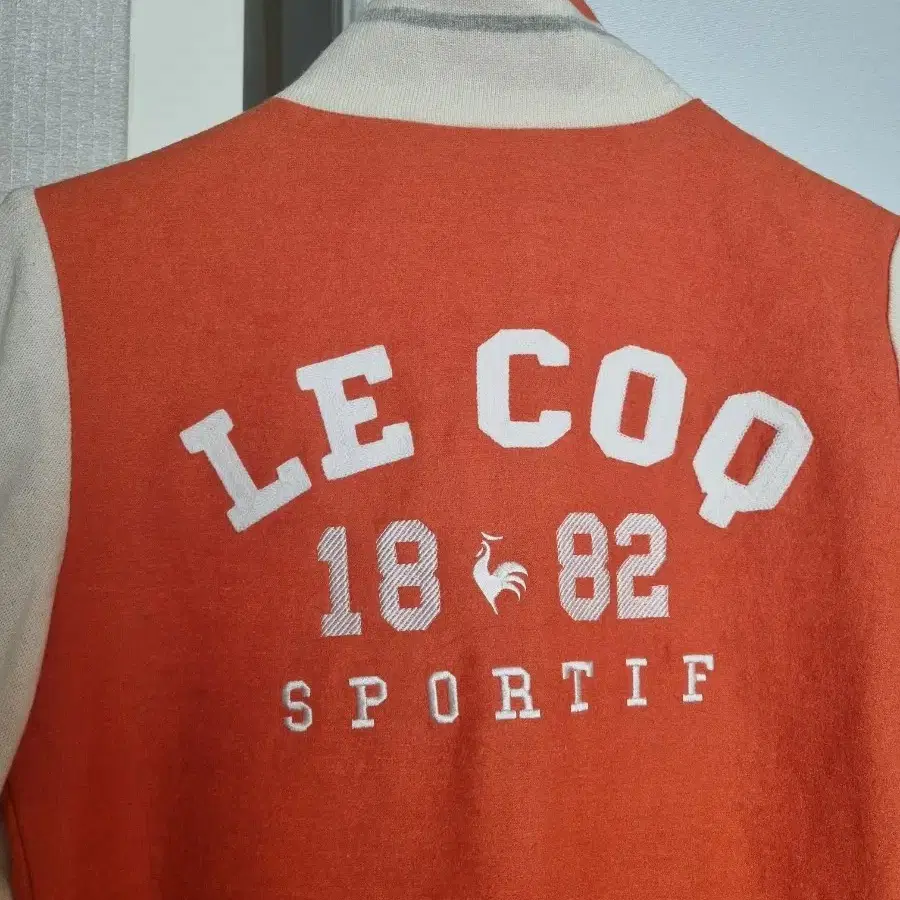 LE COQ
18 82
SPORTIF